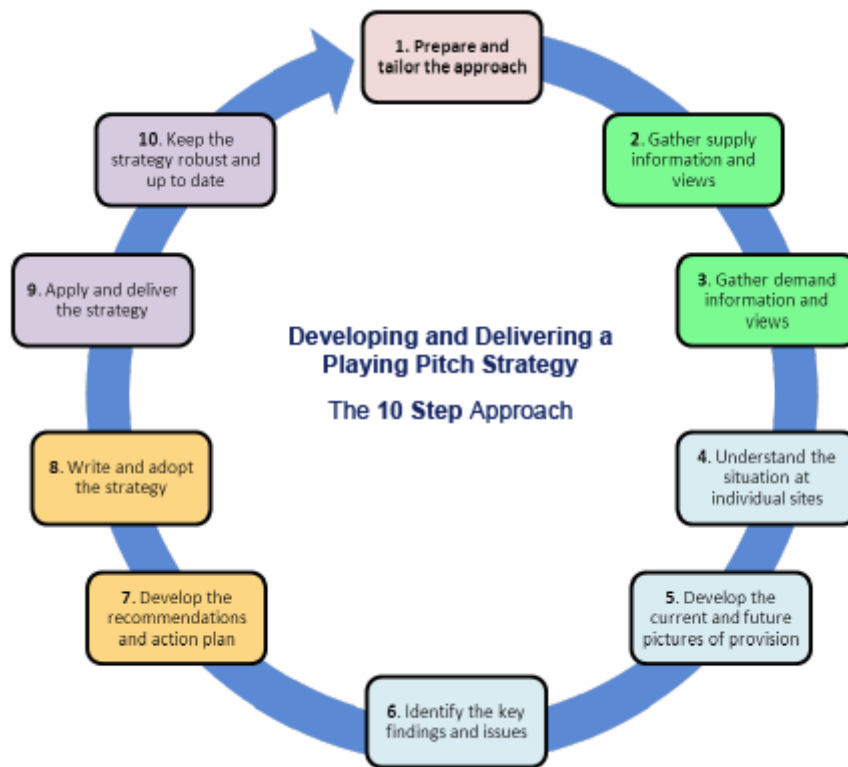 1. Prepare and
tailor the approach
2. Gather supply
information and
views
3. Gather demand
information and
views
4. Understand the
situation at
individual sites
5. Develop the
current and future
pictures of provision
6. Identify the key
findings and issues
7. Develop the
recommendations
and action plan
8. Write and adopt
the strategy
9. Apply and deliver
the strategy
10. Keep the
strategy robust and
up to date
Developing and Delivering a
Playing Pitch Strategy
The 10 Step Approach